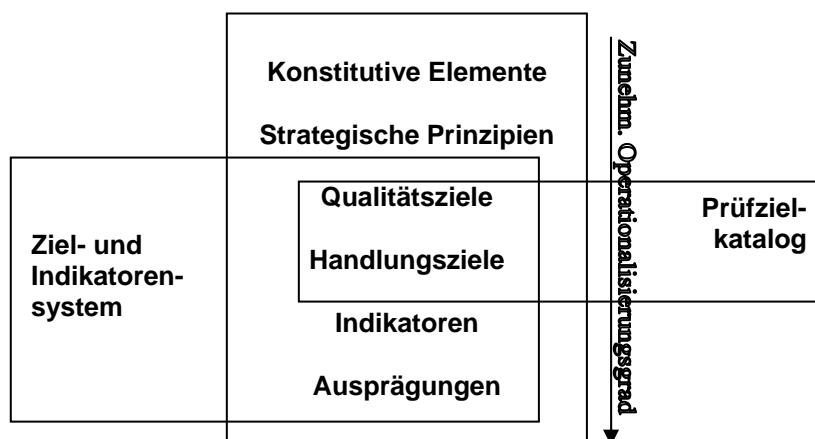 Konstitutive Elemente
Strategische Prinzipien
Qualitätsziele
Handlungsziele
Indikatoren
Ausprägungen
Ziel- und
Indikatoren-
system
Prüfziel-
katalog
Zunehm. Operationalisierungsgrad